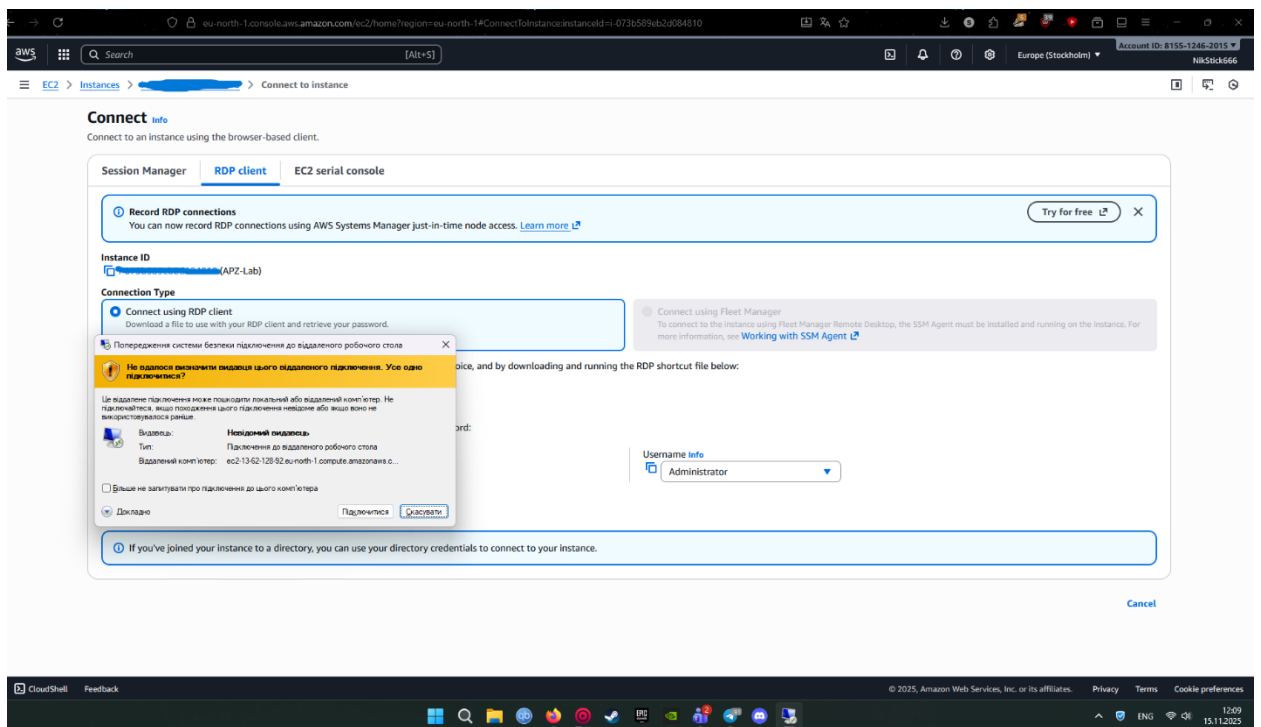 eu-north-1.console.aws.amazon.com/ec2/home?region=eu-north-1#ConnectToInstance:instanceId=i-073b589eb2d084810
aws
Search
[Alt+S]
Europe (Stockholm)
Account ID: 8155-1246-2015
NikStick666
EC2 > Instances > > Connect to instance
Connect Info
Connect to an instance using the browser-based client.
Session Manager
RDP client
EC2 serial console
Record RDP connections
You can now record RDP connections using AWS Systems Manager just-in-time node access. Learn more
Try for free
Instance ID
(APZ-Lab)
Connection Type
Connect using RDP client
Download a file to use with your RDP client and retrieve your password.
Connect using Fleet Manager
To connect to the instance using Fleet Manager Remote Desktop, the SSM Agent must be installed and running on the instance. For
more information, see Working with SSM Agent
Попередження системи безпеки підключення до віддаленого робочого стола
Не вдалося визначити видавця цього віддаленого підключення. Усе одно
підключитися?
Це віддалене підключення може пошкодити локальний або віддалений комп'ютер. Не
підключайтеся, якщо походження цього підключення невідоме або якщо воно не
використовувалося раніше.
Видавець: Невідомий видавець
Тип: Підключення до віддаленого робочого стола
Віддалений комп'ютер: ec2-13-62-128-92.eu-north-1.compute.amazonaws.c...
Більше не запитувати про підключення до цього комп'ютера
Докладно
Підключитися
Скасувати
oice, and by downloading and running the RDP shortcut file below:
ord:
Username Info
Administrator
If you've joined your instance to a directory, you can use your directory credentials to connect to your instance.
Cancel
CloudShell
Feedback
© 2025, Amazon Web Services, Inc. or its affiliates.
Privacy
Terms
Cookie preferences
ENG
12:09
15.11.2025